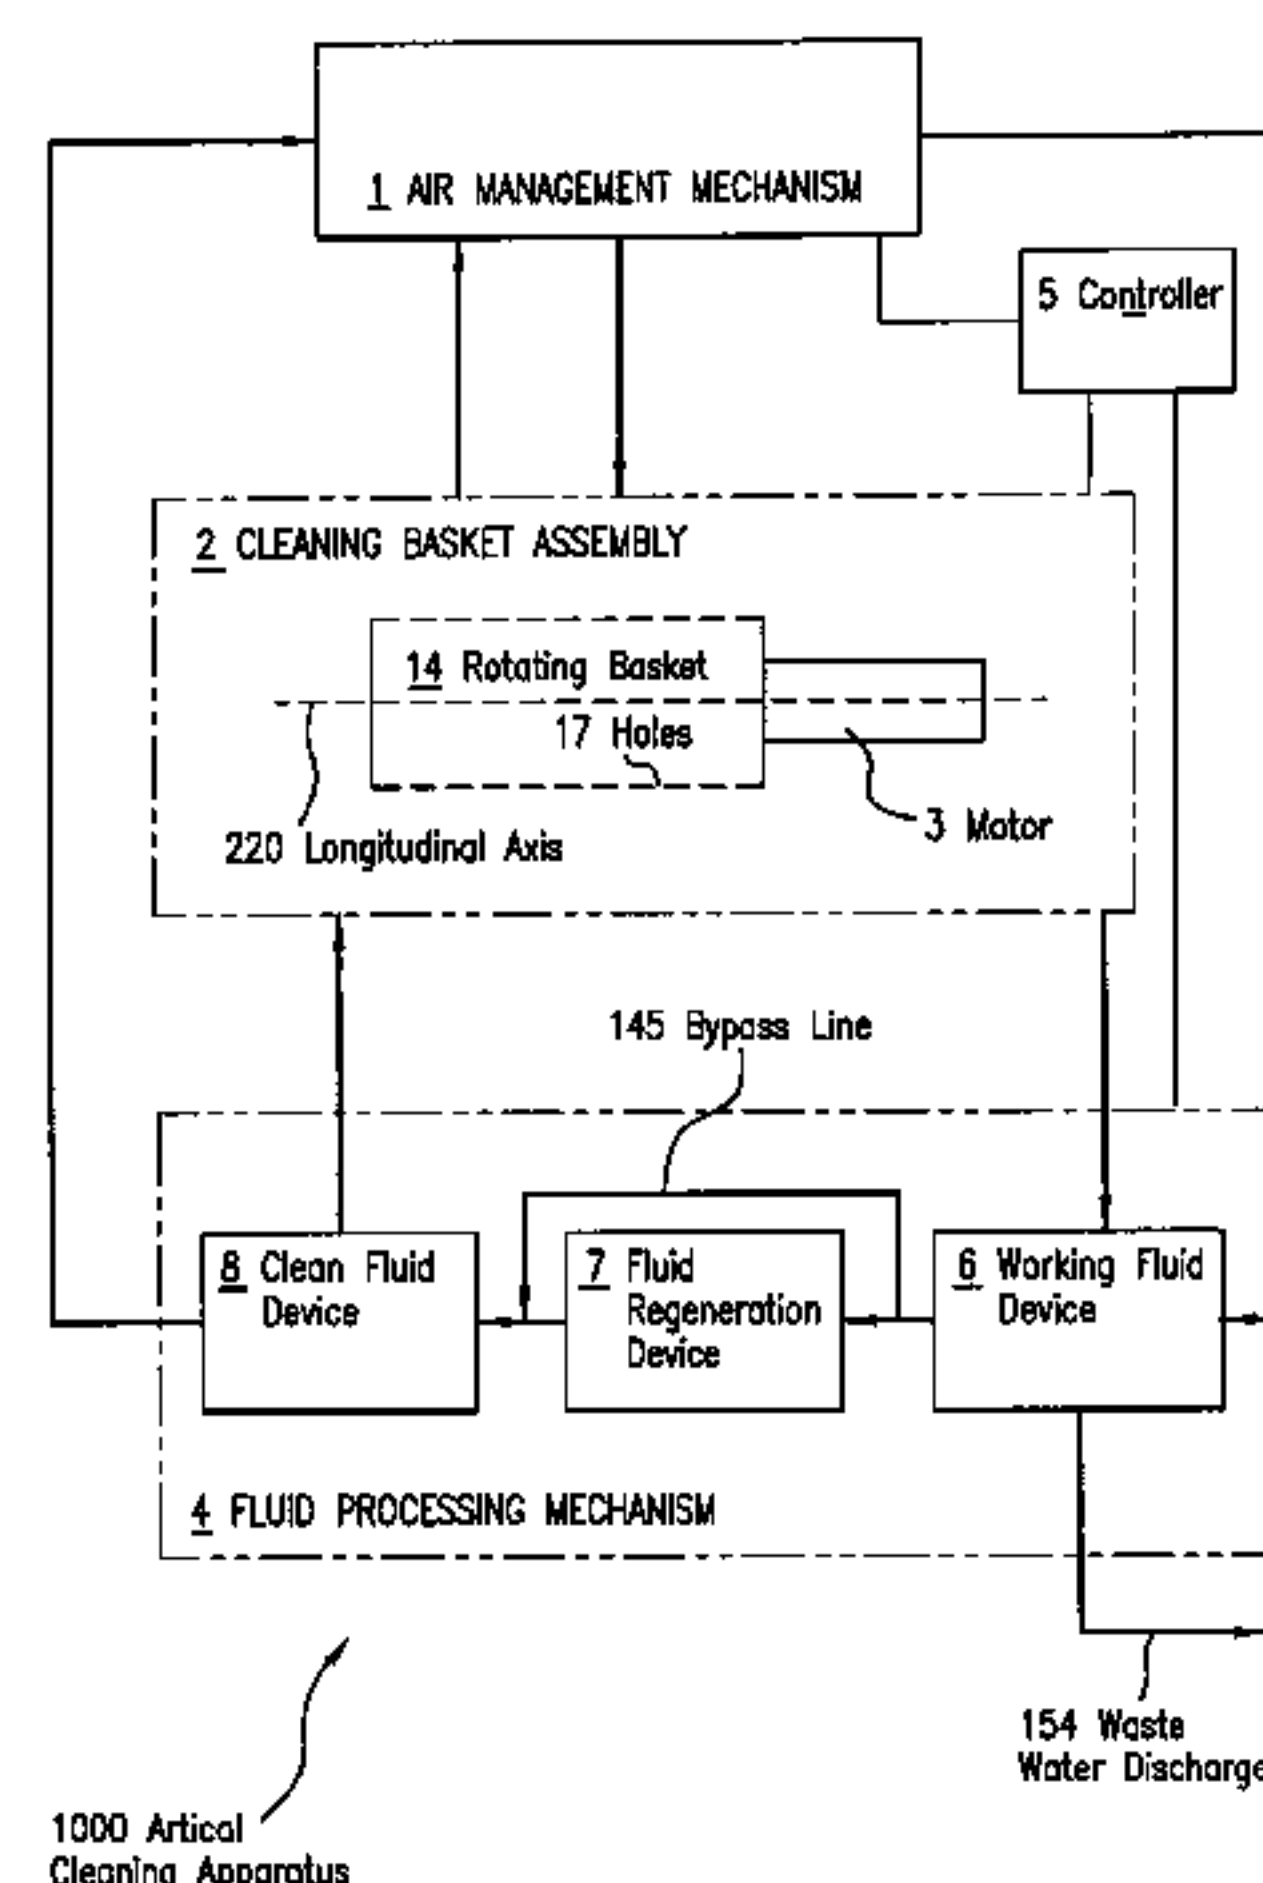 1 AIR MANAGEMENT MECHANISM
5 Controller
2 CLEANING BASKET ASSEMBLY
14 Rotating Basket
17 Holes
3 Motor
220 Longitudinal Axis
145 Bypass Line
8 Clean Fluid
Device
7 Fluid
Regeneration
Device
6 Working Fluid
Device
4 FLUID PROCESSING MECHANISM
154 Waste
Water Discharge
1000 Artical
Cleaning Apparatus